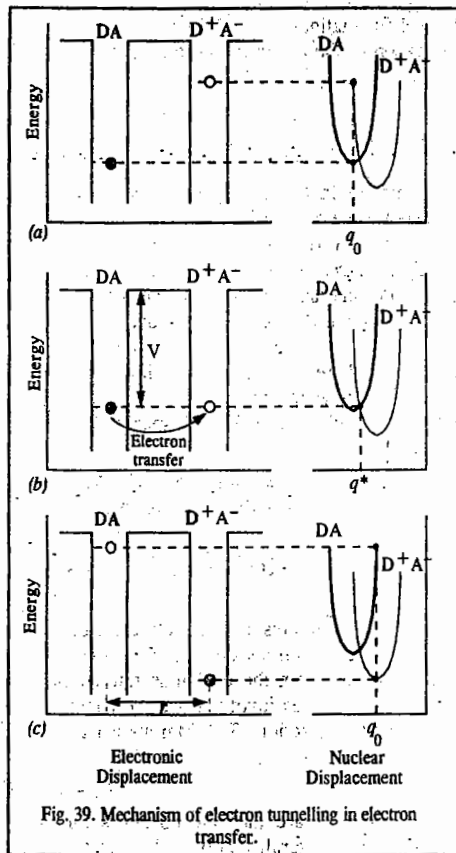 DA D⁺A⁻
DA
D⁺A⁻
Energy
(a)
q₀
DA D⁺A⁻
DA
D⁺A⁻
V
Energy
Electron
transfer
(b)
q*
DA D⁺A⁻
DA
D⁺A⁻
Energy
(c)
q₀
Electronic
Displacement
Nuclear
Displacement
Fig. 39. Mechanism of electron tunnelling in electron
transfer.